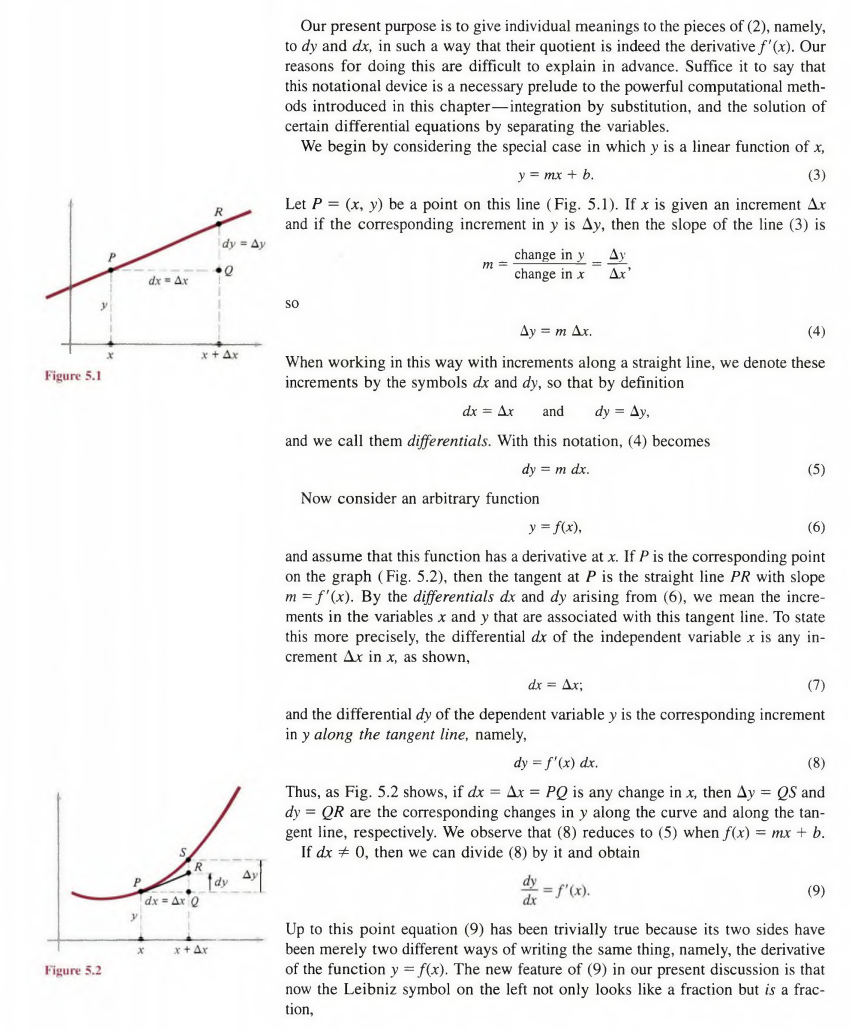 Our present purpose is to give individual meanings to the pieces of (2), namely,
to dy and dx, in such a way that their quotient is indeed the derivative f'(x). Our
reasons for doing this are difficult to explain in advance. Suffice it to say that
this notational device is a necessary prelude to the powerful computational meth-
ods introduced in this chapter—integration by substitution, and the solution of
certain differential equations by separating the variables.
We begin by considering the special case in which y is a linear function of x,
y = mx + b. (3)
Let P = (x, y) be a point on this line (Fig. 5.1). If x is given an increment Δx
and if the corresponding increment in y is Δy, then the slope of the line (3) is
m = change in y / change in x = Δy / Δx,
so
Δy = m Δx. (4)
When working in this way with increments along a straight line, we denote these
increments by the symbols dx and dy, so that by definition
dx = Δx and dy = Δy,
and we call them differentials. With this notation, (4) becomes
dy = m dx. (5)
Now consider an arbitrary function
y = f(x), (6)
and assume that this function has a derivative at x. If P is the corresponding point
on the graph (Fig. 5.2), then the tangent at P is the straight line PR with slope
m = f'(x). By the differentials dx and dy arising from (6), we mean the incre-
ments in the variables x and y that are associated with this tangent line. To state
this more precisely, the differential dx of the independent variable x is any in-
crement Δx in x, as shown,
dx = Δx; (7)
and the differential dy of the dependent variable y is the corresponding increment
in y along the tangent line, namely,
dy = f'(x) dx. (8)
Thus, as Fig. 5.2 shows, if dx = Δx = PQ is any change in x, then Δy = QS and
dy = QR are the corresponding changes in y along the curve and along the tan-
gent line, respectively. We observe that (8) reduces to (5) when f(x) = mx + b.
If dx ≠ 0, then we can divide (8) by it and obtain
dy / dx = f'(x). (9)
Up to this point equation (9) has been trivially true because its two sides have
been merely two different ways of writing the same thing, namely, the derivative
of the function y = f(x). The new feature of (9) in our present discussion is that
now the Leibniz symbol on the left not only looks like a fraction but is a frac-
tion,
R
dy = Δy
P
Q
dx = Δx
y
x
x + Δx
Figure 5.1
S
R
P
dy
Δy
dx = Δx
Q
y
x
x + Δx
Figure 5.2